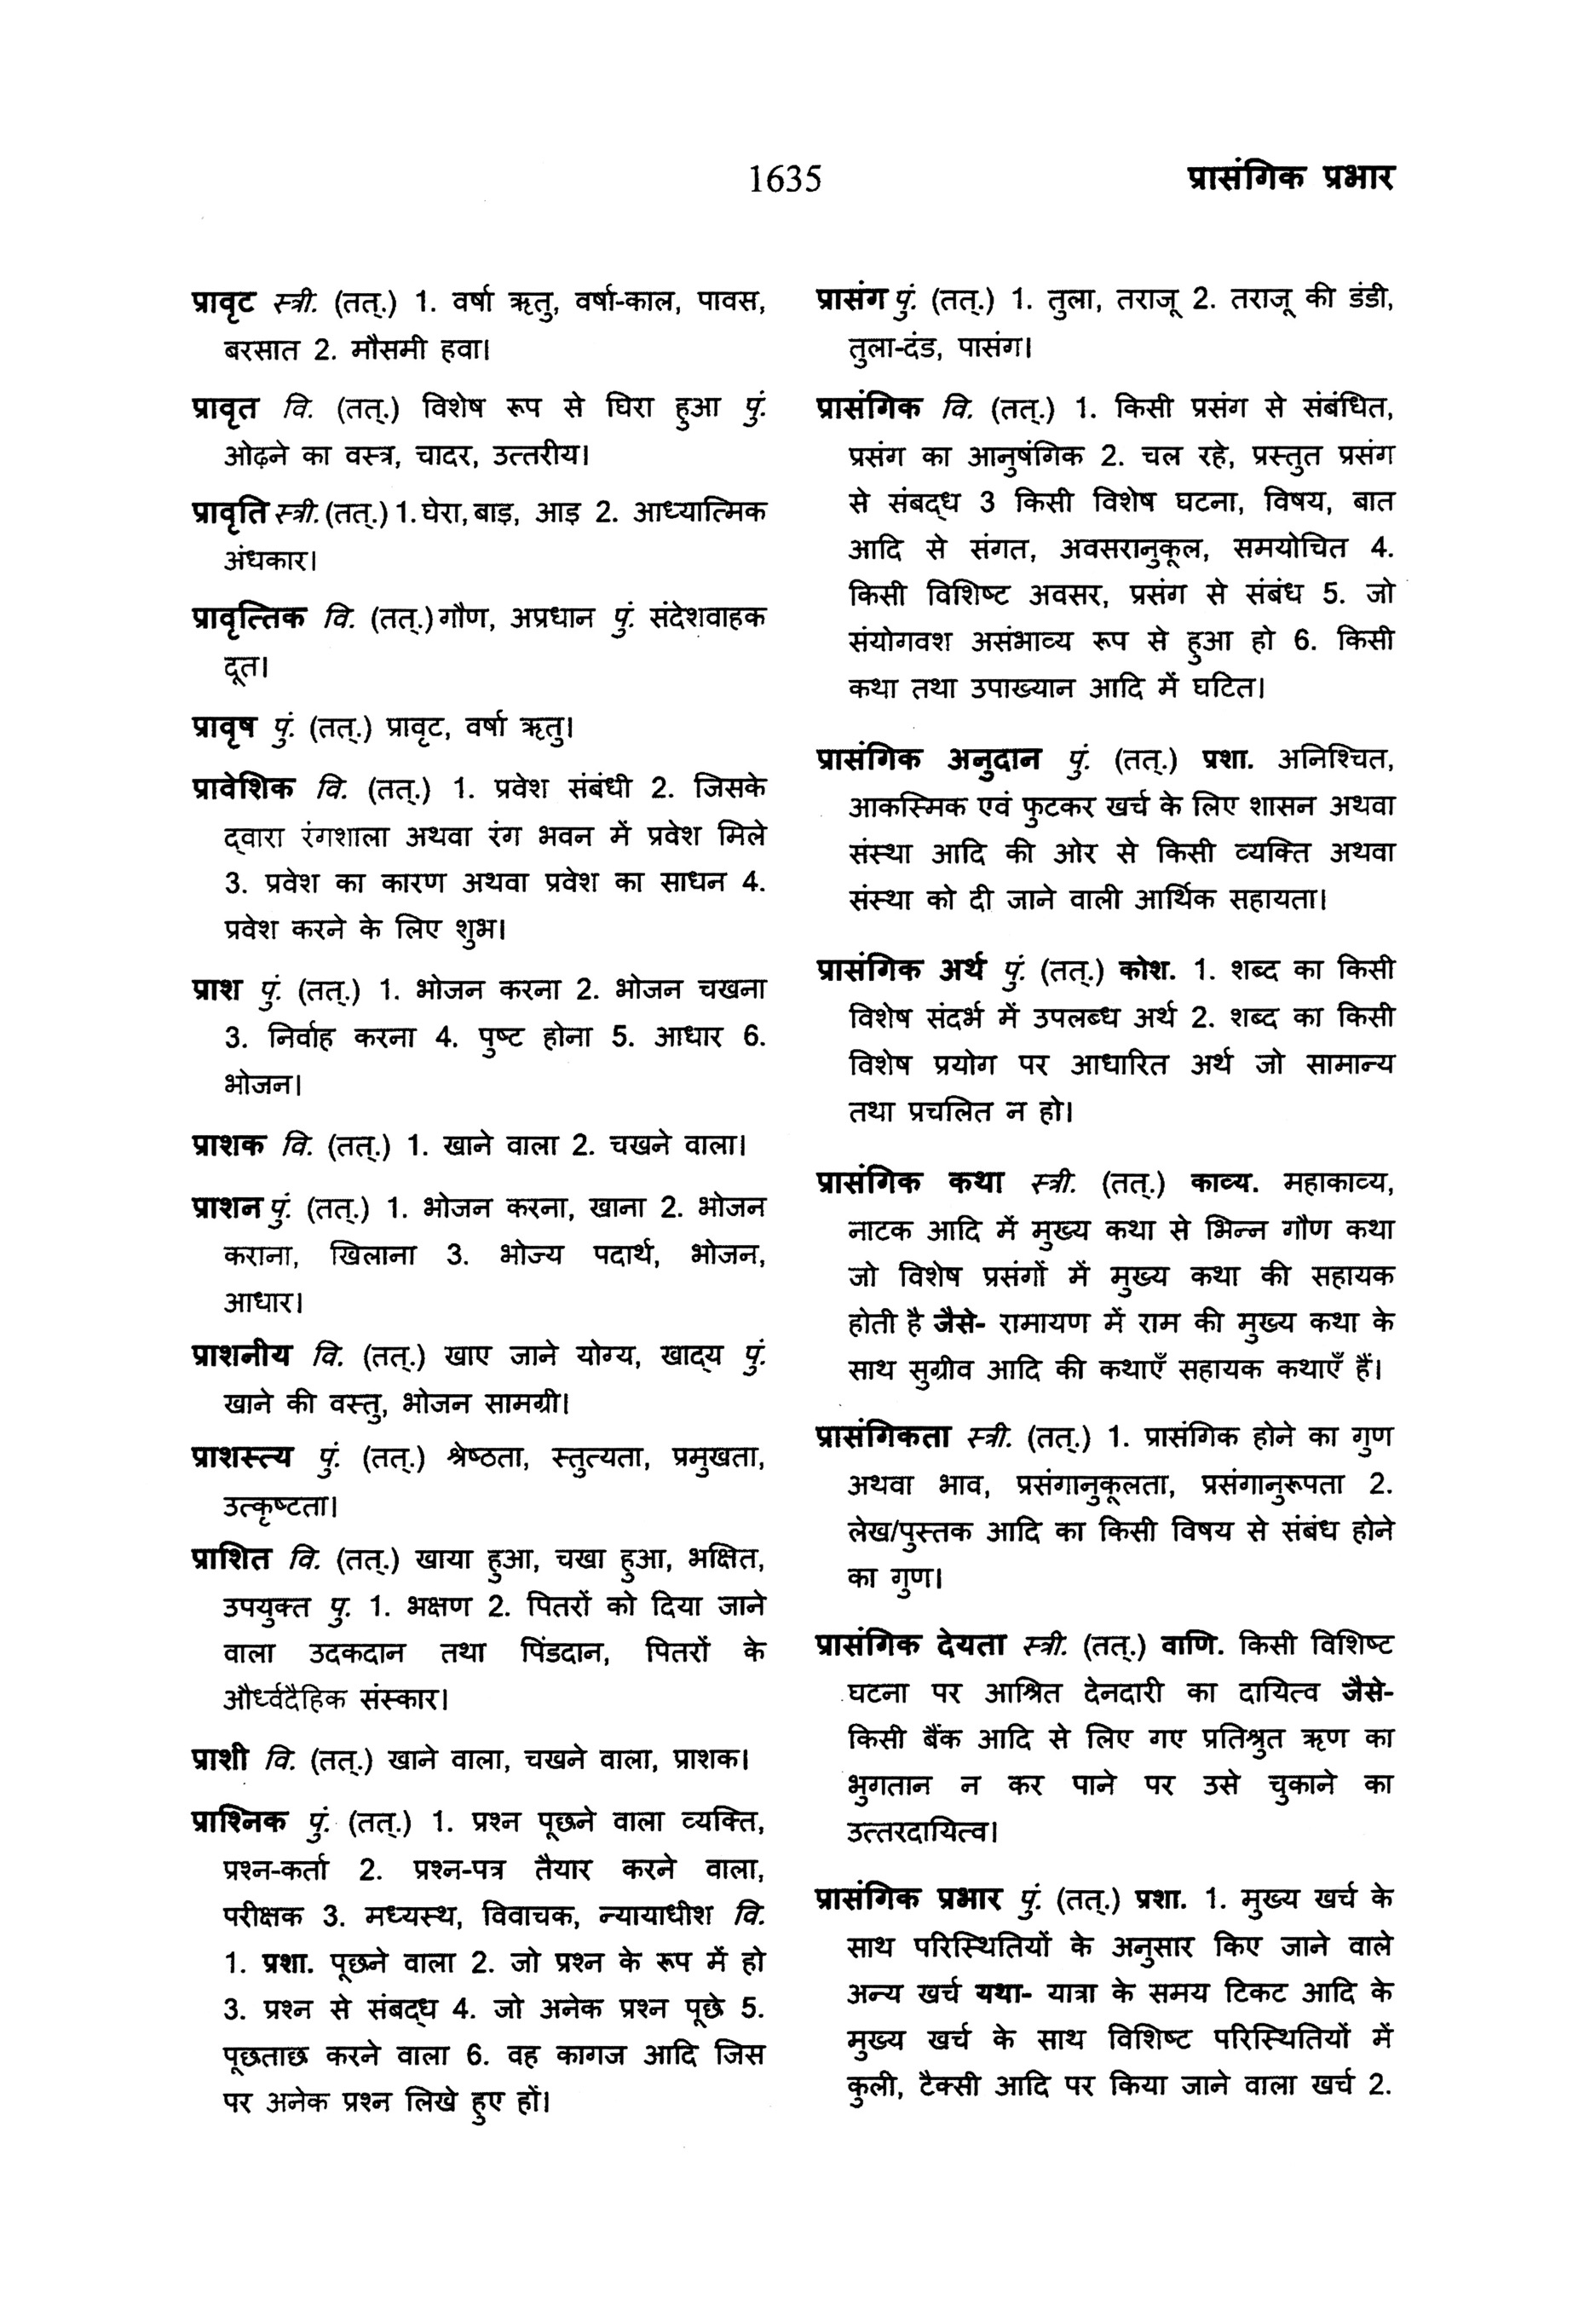 1635
प्रासंगिक प्रभार
प्रावृट स्त्री. (तत्.) 1. वर्षा ऋतु, वर्षा-काल, पावस,
बरसात 2. मौसमी हवा।
प्रावृत वि. (तत्.) विशेष रूप से घिरा हुआ पुं.
ओढ़ने का वस्त्र, चादर, उत्तरीय।
प्रावृति स्त्री. (तत्.) 1. घेरा, बाड़, आड़ 2. आध्यात्मिक
अंधकार।
प्रावृत्तिक वि. (तत्.) गौण, अप्रधान पुं. संदेशवाहक
दूत।
प्रावृष पुं. (तत्.) प्रावृट, वर्षा ऋतु।
प्रावेशिक वि. (तत्.) 1. प्रवेश संबंधी 2. जिसके
द्वारा रंगशाला अथवा रंग भवन में प्रवेश मिले
3. प्रवेश का कारण अथवा प्रवेश का साधन 4.
प्रवेश करने के लिए शुभ।
प्राश पुं. (तत्.) 1. भोजन करना 2. भोजन चखना
3. निर्वाह करना 4. पुष्ट होना 5. आधार 6.
भोजन।
प्राशक वि. (तत्.) 1. खाने वाला 2. चखने वाला।
प्राशन पुं. (तत्.) 1. भोजन करना, खाना 2. भोजन
कराना, खिलाना 3. भोज्य पदार्थ, भोजन,
आधार।
प्राशनीय वि. (तत्.) खाए जाने योग्य, खाद्य पुं.
खाने की वस्तु, भोजन सामग्री।
प्राशस्त्य पुं. (तत्.) श्रेष्ठता, स्तुत्यता, प्रमुखता,
उत्कृष्टता।
प्राशित वि. (तत्.) खाया हुआ, चखा हुआ, भक्षित,
उपयुक्त पु. 1. भक्षण 2. पितरों को दिया जाने
वाला उदकदान तथा पिंडदान, पितरों के
और्ध्वदैहिक संस्कार।
प्राशी वि. (तत्.) खाने वाला, चखने वाला, प्राशक।
प्राश्निक पुं. (तत्.) 1. प्रश्न पूछने वाला व्यक्ति,
प्रश्न-कर्ता 2. प्रश्न-पत्र तैयार करने वाला,
परीक्षक 3. मध्यस्थ, विवाचक, न्यायाधीश वि.
1. प्रशा. पूछने वाला 2. जो प्रश्न के रूप में हो
3. प्रश्न से संबद्ध 4. जो अनेक प्रश्न पूछे 5.
पूछताछ करने वाला 6. वह कागज आदि जिस
पर अनेक प्रश्न लिखे हुए हों।
प्रासंग पुं. (तत्.) 1. तुला, तराजू 2. तराजू की डंडी,
तुला-दंड, पासंग।
प्रासंगिक वि. (तत्.) 1. किसी प्रसंग से संबंधित,
प्रसंग का आनुषंगिक 2. चल रहे, प्रस्तुत प्रसंग
से संबद्ध 3 किसी विशेष घटना, विषय, बात
आदि से संगत, अवसरानुकूल, समयोचित 4.
किसी विशिष्ट अवसर, प्रसंग से संबंध 5. जो
संयोगवश असंभाव्य रूप से हुआ हो 6. किसी
कथा तथा उपाख्यान आदि में घटित।
प्रासंगिक अनुदान पुं. (तत्.) प्रशा. अनिश्चित,
आकस्मिक एवं फुटकर खर्च के लिए शासन अथवा
संस्था आदि की ओर से किसी व्यक्ति अथवा
संस्था को दी जाने वाली आर्थिक सहायता।
प्रासंगिक अर्थ पुं. (तत्.) कोश. 1. शब्द का किसी
विशेष संदर्भ में उपलब्ध अर्थ 2. शब्द का किसी
विशेष प्रयोग पर आधारित अर्थ जो सामान्य
तथा प्रचलित न हो।
प्रासंगिक कथा स्त्री. (तत्.) काव्य. महाकाव्य,
नाटक आदि में मुख्य कथा से भिन्न गौण कथा
जो विशेष प्रसंगों में मुख्य कथा की सहायक
होती है जैसे- रामायण में राम की मुख्य कथा के
साथ सुग्रीव आदि की कथाएँ सहायक कथाएँ हैं।
प्रासंगिकता स्त्री. (तत्.) 1. प्रासंगिक होने का गुण
अथवा भाव, प्रसंगानुकूलता, प्रसंगानुरूपता 2.
लेख/पुस्तक आदि का किसी विषय से संबंध होने
का गुण।
प्रासंगिक देयता स्त्री. (तत्.) वाणि. किसी विशिष्ट
घटना पर आश्रित देनदारी का दायित्व जैसे-
किसी बैंक आदि से लिए गए प्रतिश्रुत ऋण का
भुगतान न कर पाने पर उसे चुकाने का
उत्तरदायित्व।
प्रासंगिक प्रभार पुं. (तत्.) प्रशा. 1. मुख्य खर्च के
साथ परिस्थितियों के अनुसार किए जाने वाले
अन्य खर्च यथा- यात्रा के समय टिकट आदि के
मुख्य खर्च के साथ विशिष्ट परिस्थितियों में
कुली, टैक्सी आदि पर किया जाने वाला खर्च 2.